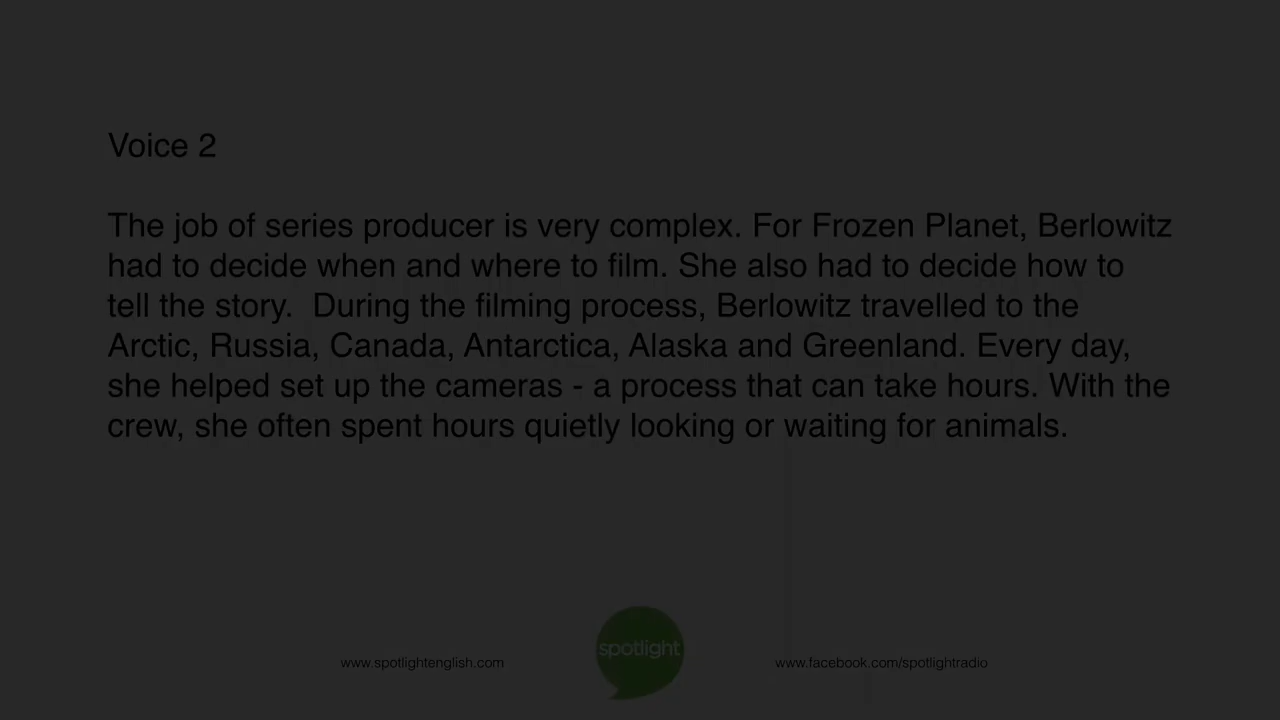 Voice 2
The job of series producer is very complex. For Frozen Planet, Berlowitz
had to decide when and where to film. She also had to decide how to
tell the story.  During the filming process, Berlowitz travelled to the
Arctic, Russia, Canada, Antarctica, Alaska and Greenland. Every day,
she helped set up the cameras - a process that can take hours. With the
crew, she often spent hours quietly looking or waiting for animals.
spotlight
www.spotlightenglish.com
www.facebook.com/spotlightradio